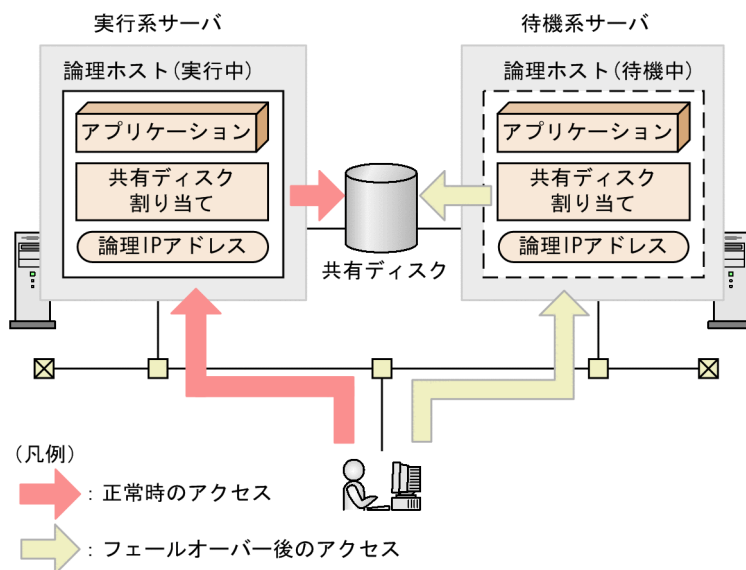 実行系サーバ
待機系サーバ
論理ホスト(実行中)
アプリケーション
共有ディスク
割り当て
論理IPアドレス
共有ディスク
論理ホスト(待機中)
アプリケーション
共有ディスク
割り当て
論理IPアドレス
(凡例)
:正常時のアクセス
:フェールオーバー後のアクセス